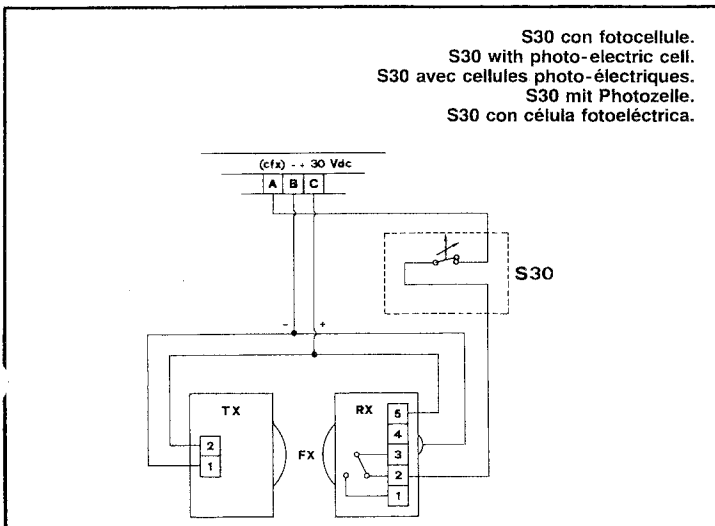 S30 con fotocellule.
S30 with photo-electric cell.
S30 avec cellules photo-électriques.
S30 mit Photozelle.
S30 con célula fotoeléctrica.
(cfx) - + 30 Vdc
A B C
S30
- +
TX
RX
FX
2
1
5
4
3
2
1